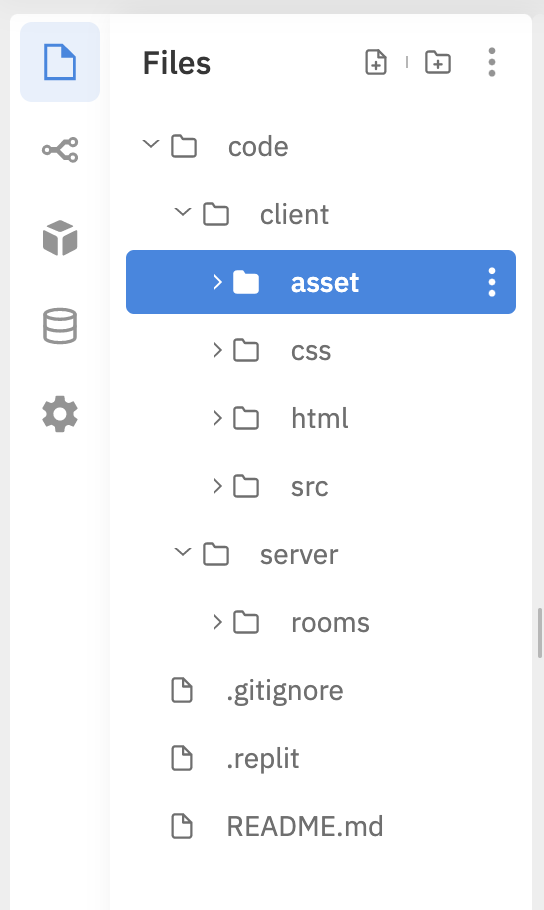 Files
code
client
asset
css
html
src
server
rooms
.gitignore
.replit
README.md